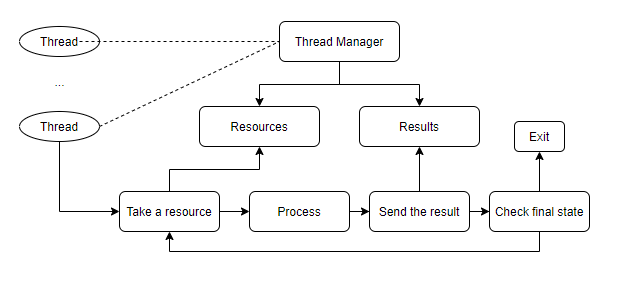 Thread
Thread Manager
...
Thread
Resources
Results
Exit
Take a resource
Process
Send the result
Check final state